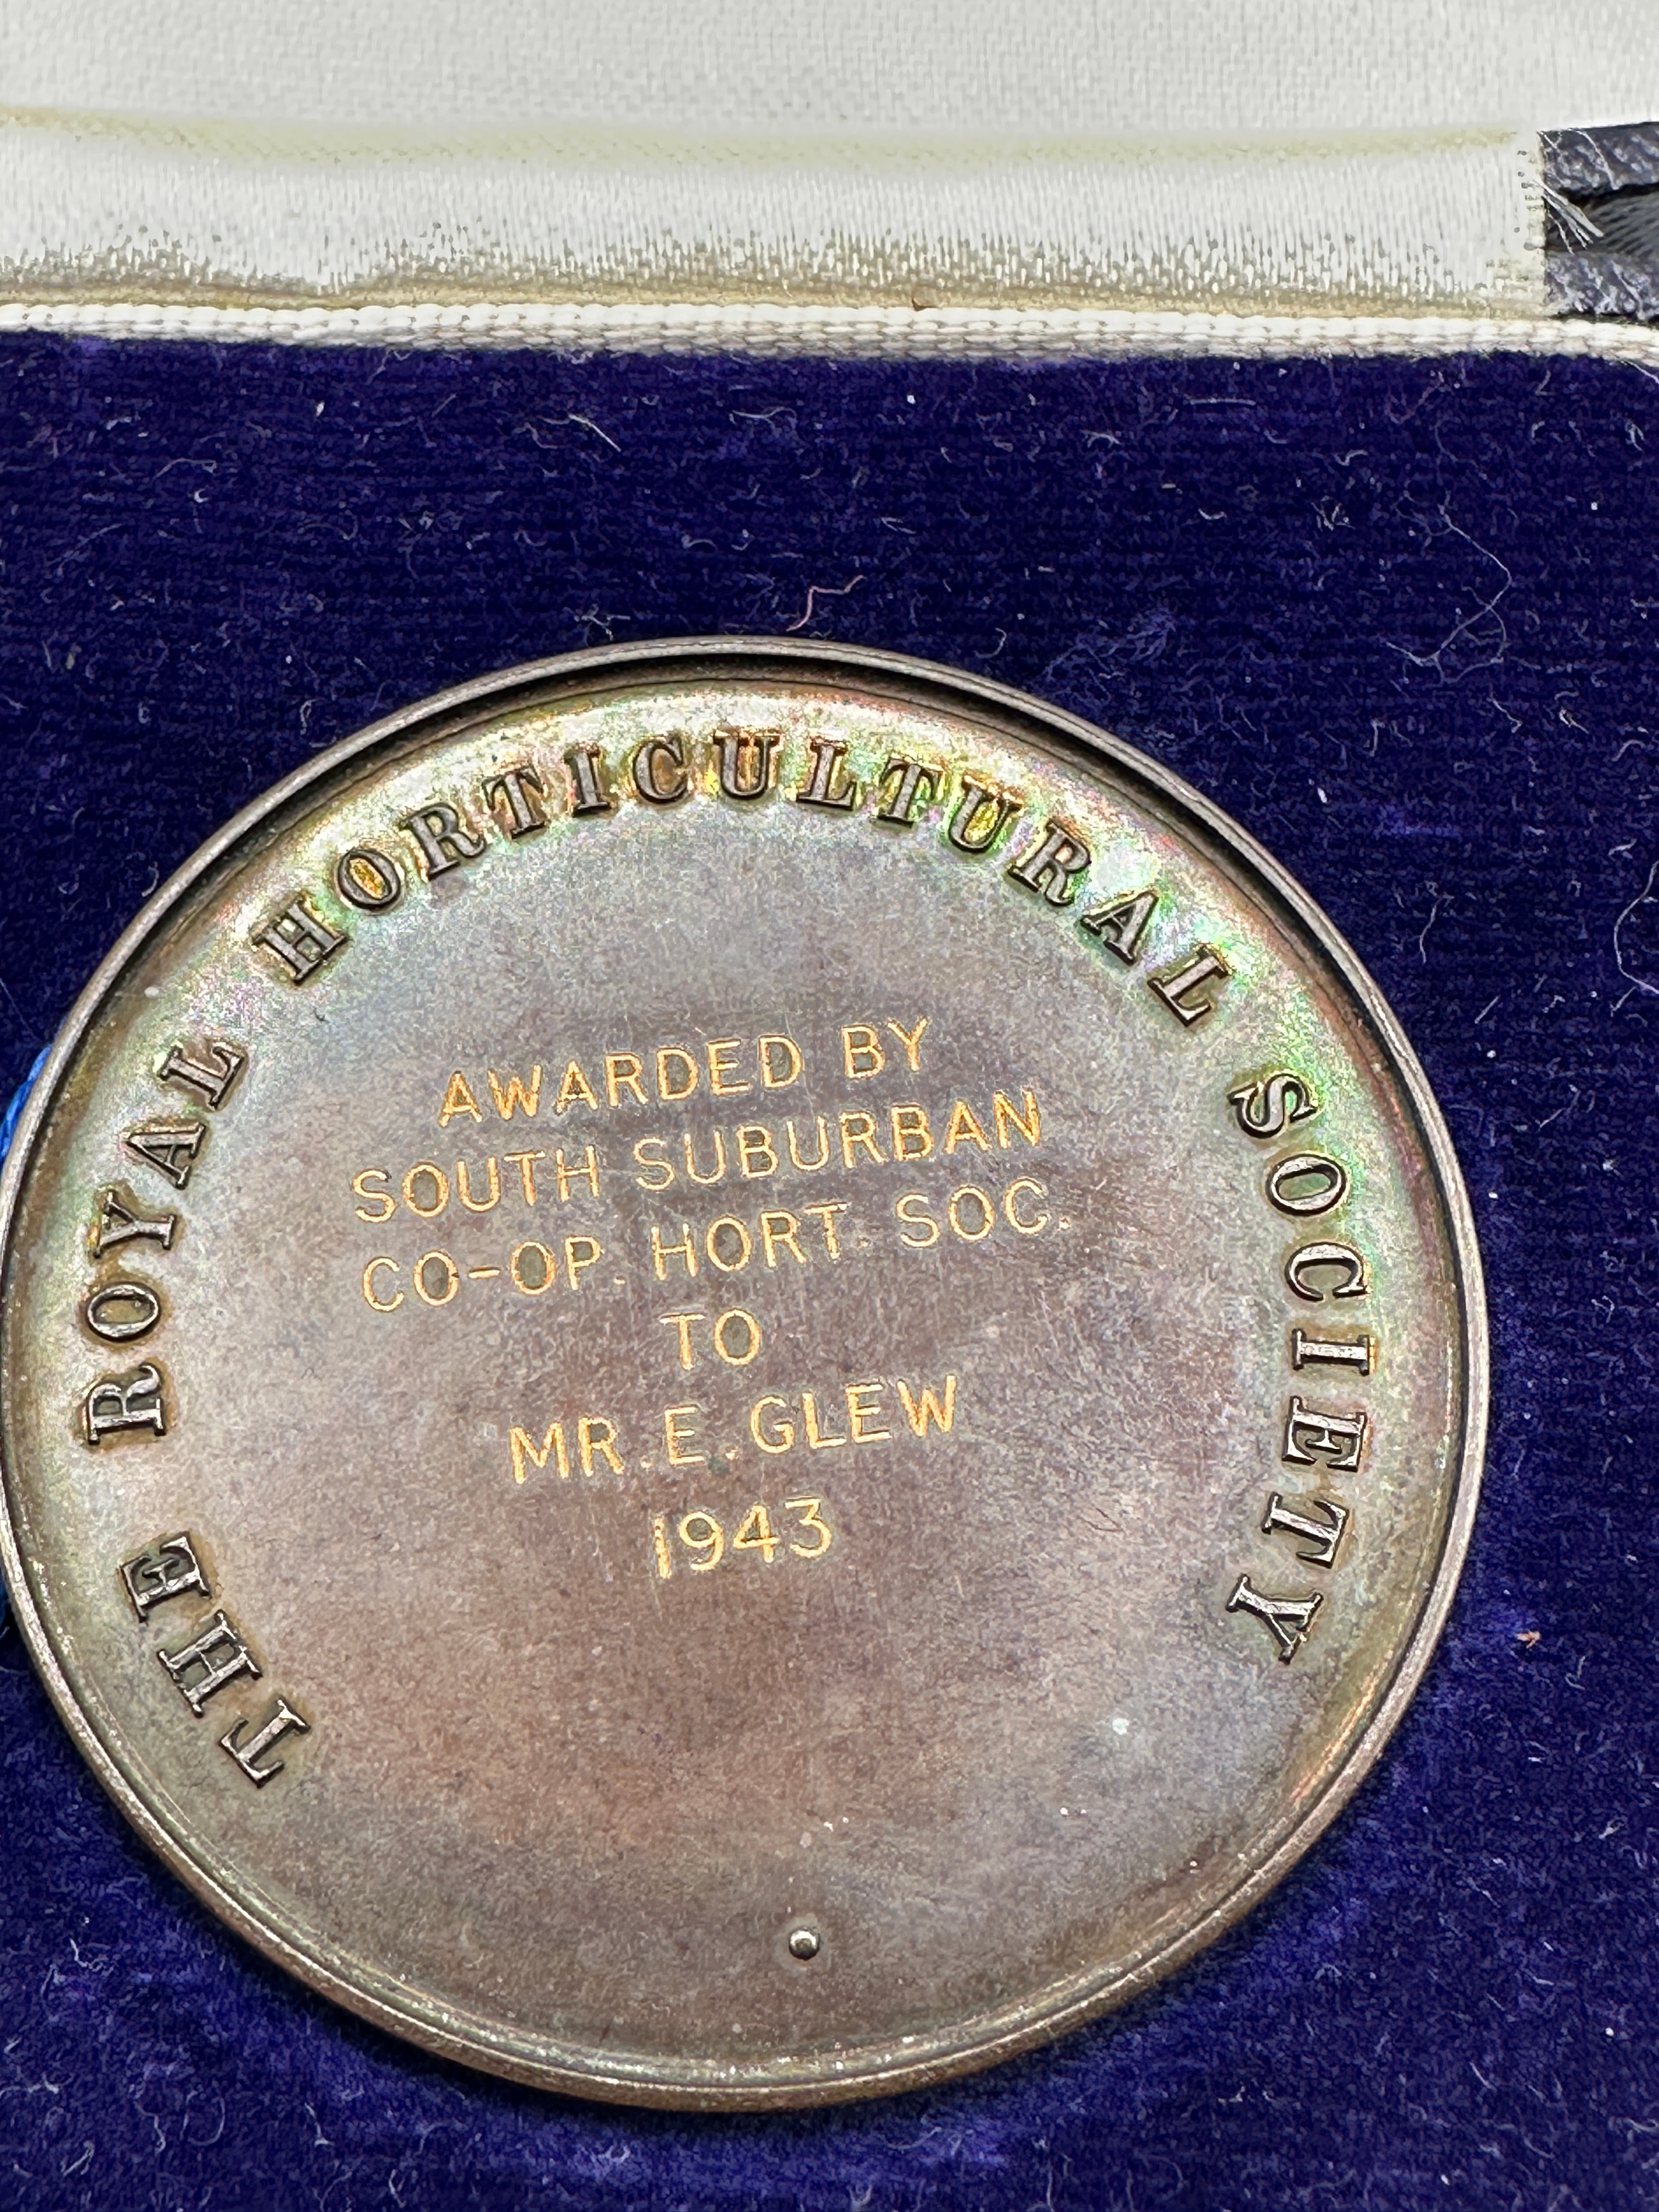 THE ROYAL HORTICULTURAL SOCIETY
AWARDED BY
SOUTH SUBURBAN
CO-OP. HORT. SOC.
TO
MR. E. GLEW
1943